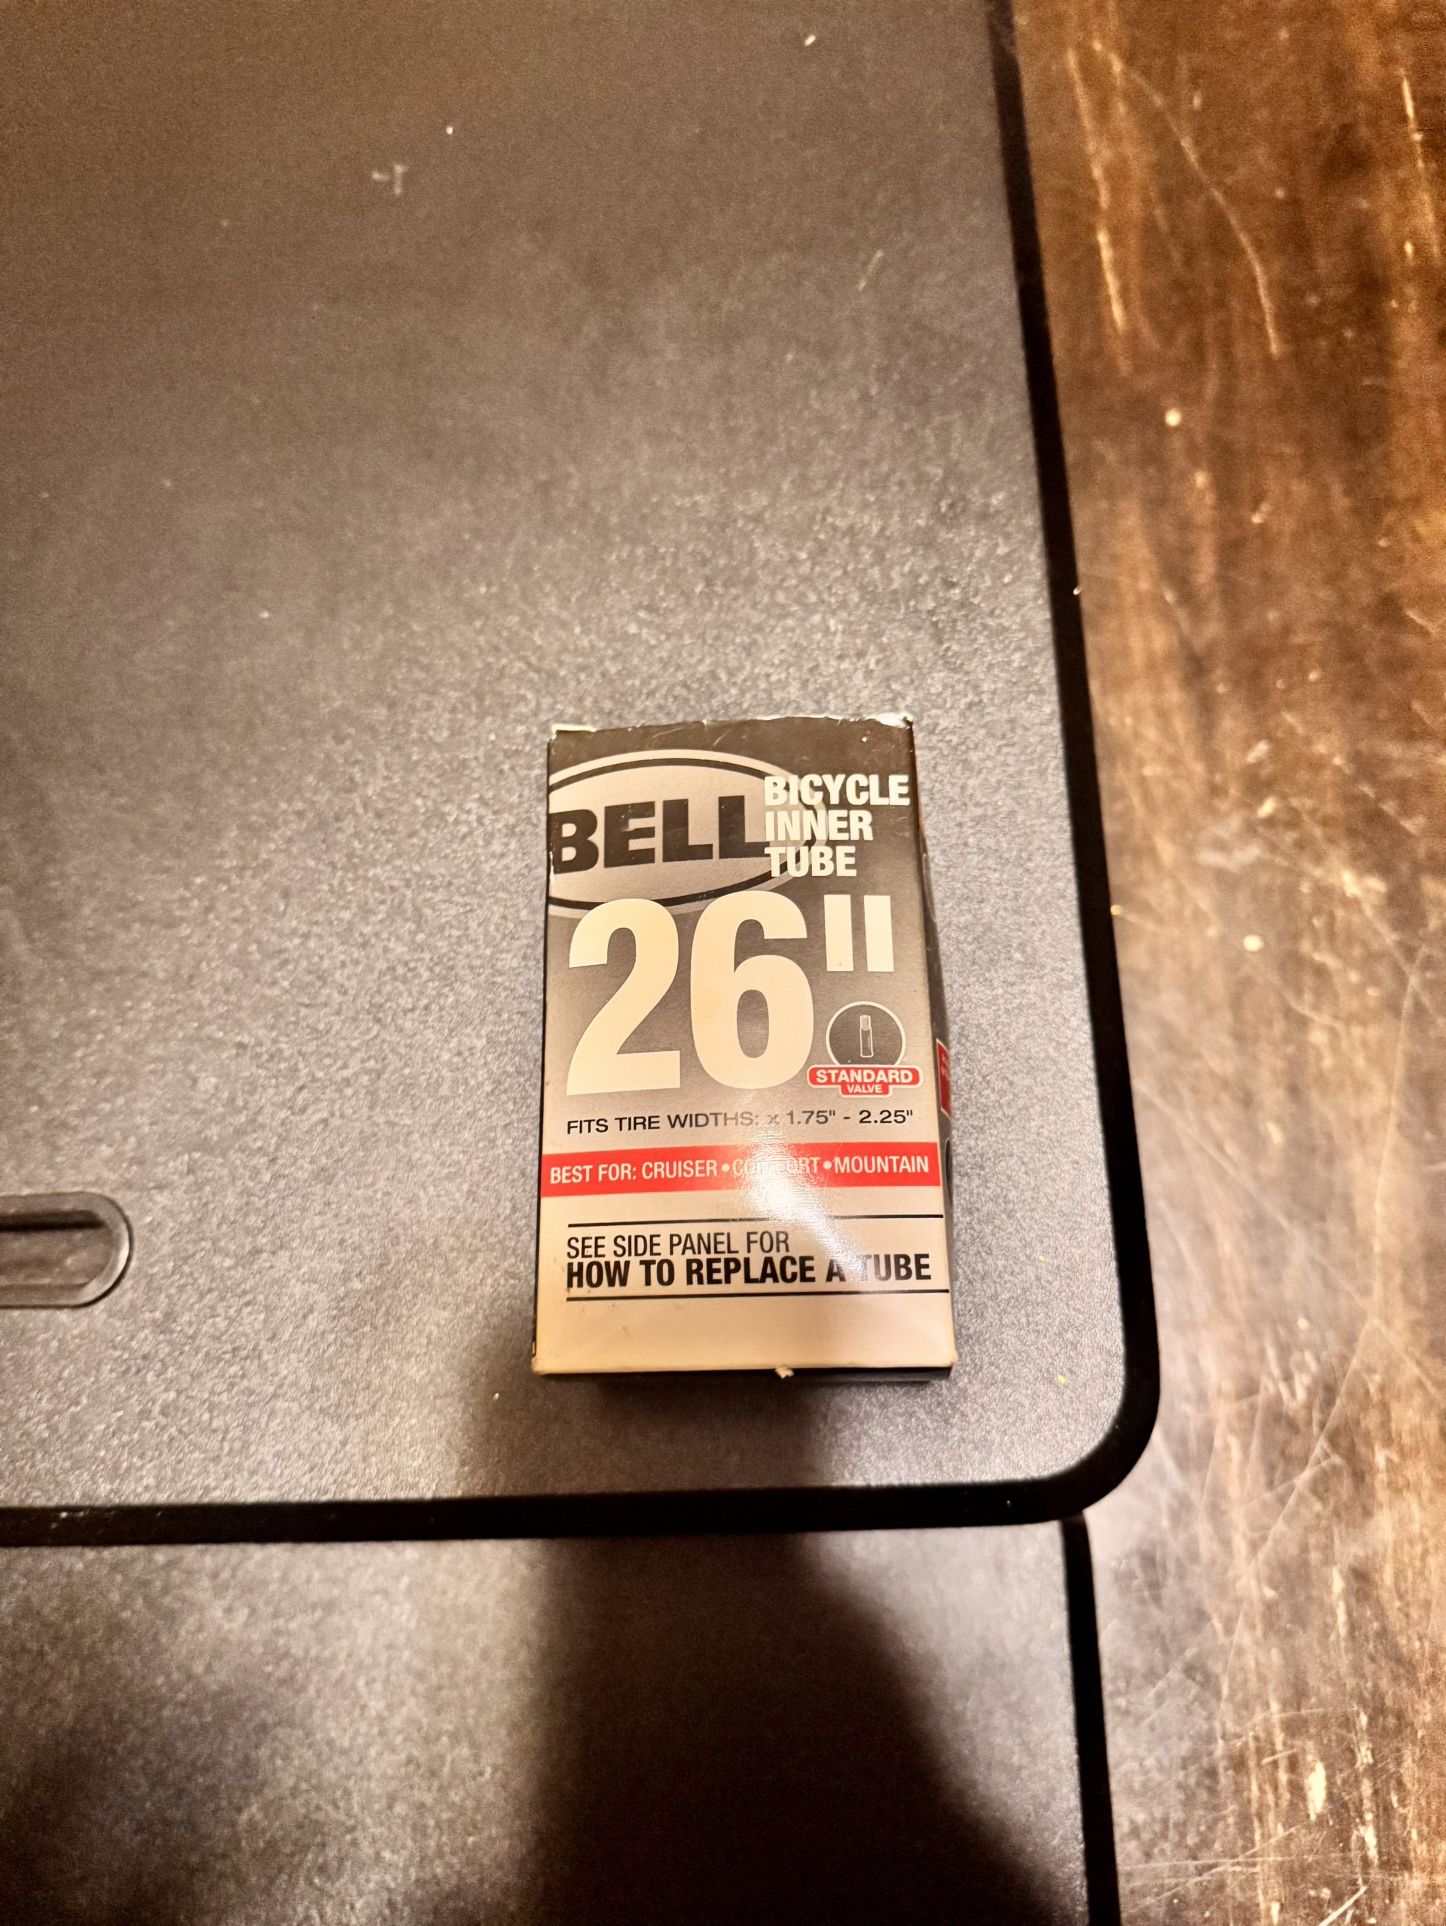 BELL
BICYCLE
INNER
TUBE
26"
STANDARD
VALVE
FITS TIRE WIDTHS: x 1.75" - 2.25"
BEST FOR: CRUISER • COMFORT • MOUNTAIN
SEE SIDE PANEL FOR
HOW TO REPLACE A TUBE